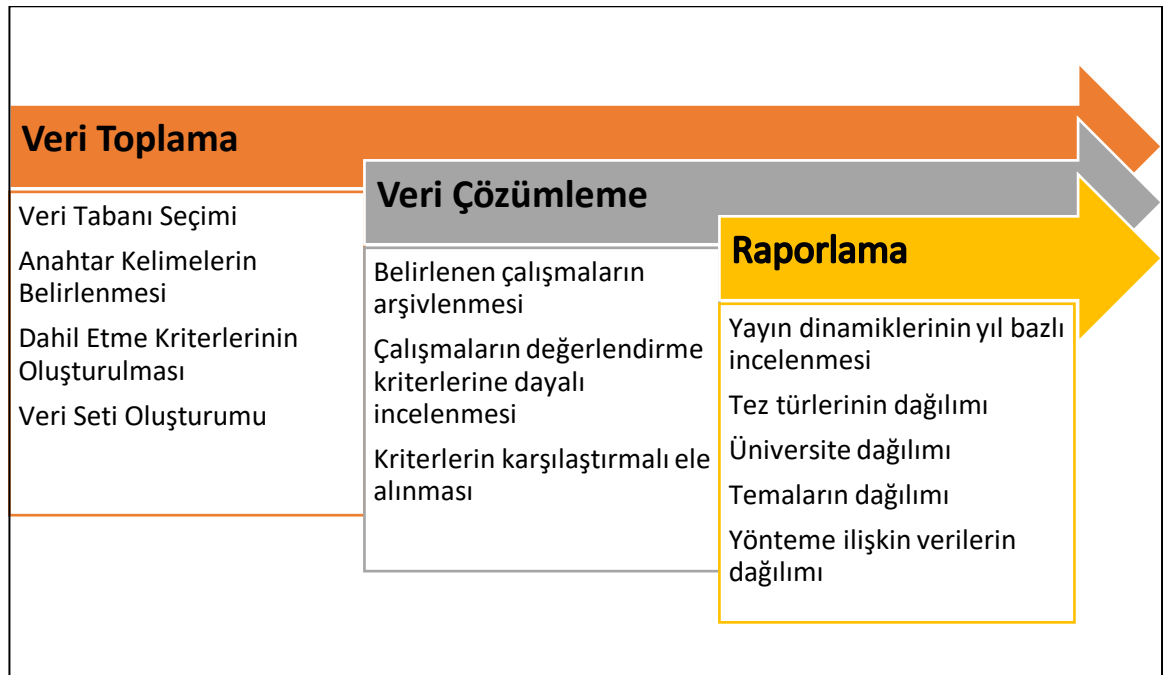 Veri Toplama
Veri Tabanı Seçimi
Anahtar Kelimelerin
Belirlenmesi
Dahil Etme Kriterlerinin
Oluşturulması
Veri Seti Oluşturumu
Veri Çözümleme
Belirlenen çalışmaların
arşivlenmesi
Çalışmaların değerlendirme
kriterlerine dayalı
incelenmesi
Kriterlerin karşılaştırmalı ele
alınması
Raporlama
Yayın dinamiklerinin yıl bazlı
incelenmesi
Tez türlerinin dağılımı
Üniversite dağılımı
Temaların dağılımı
Yönteme ilişkin verilerin
dağılımı